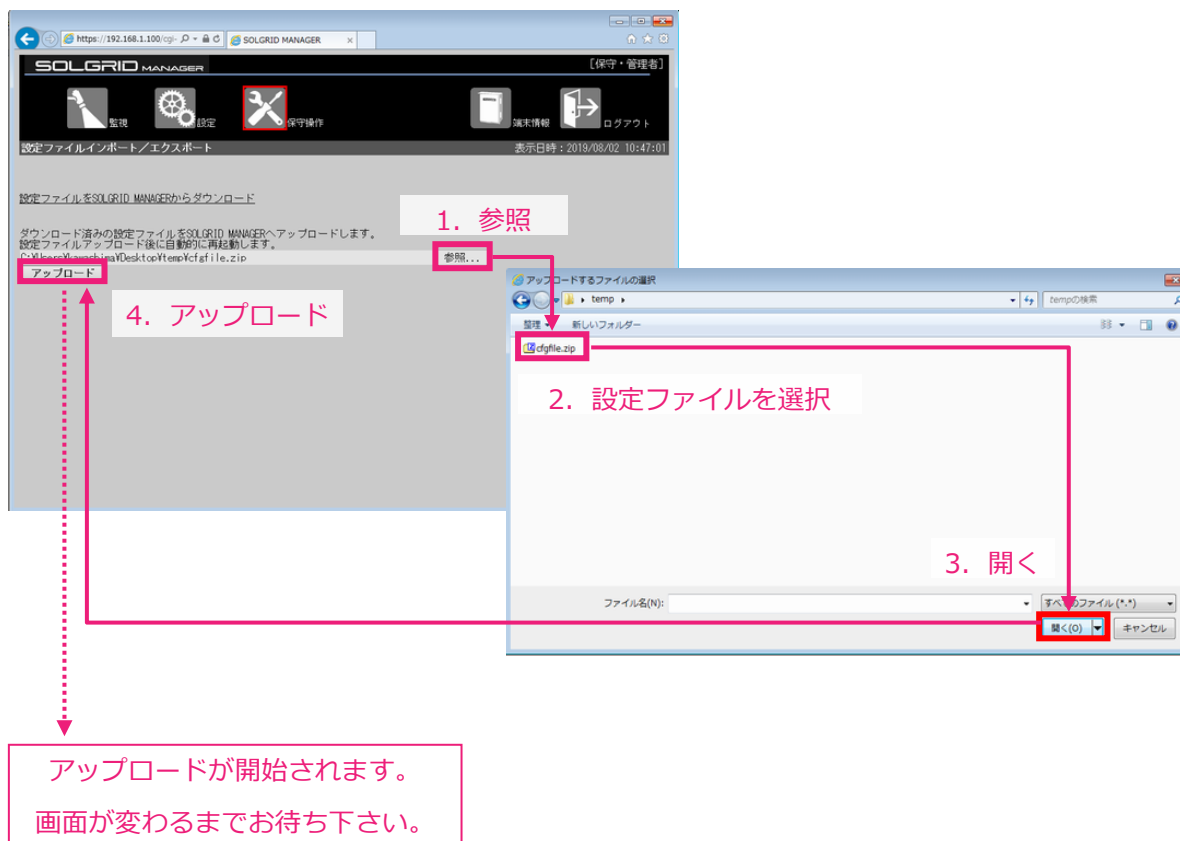 https://192.168.1.100/cgi-
SOLGRID MANAGER
SOLGRID MANAGER
[保守・管理者]
監視
設定
保守操作
端末情報
ログアウト
設定ファイルインポート/エクスポート
表示日時：2019/08/02 10:47:01
設定ファイルをSOLGRID MANAGERからダウンロード
1. 参照
ダウンロード済みの設定ファイルをSOLGRID MANAGERへアップロードします。
設定ファイルアップロード後に自動的に再起動します。
C:¥Users¥kawashima¥Desktop¥temp¥cfgfile.zip
参照...
アップロード
4. アップロード
アップロードするファイルの選択
temp
tempの検索
整理
新しいフォルダー
cfgfile.zip
2. 設定ファイルを選択
3. 開く
ファイル名(N):
すべてのファイル (*.*)
開く(O)
キャンセル
アップロードが開始されます。
画面が変わるまでお待ち下さい。